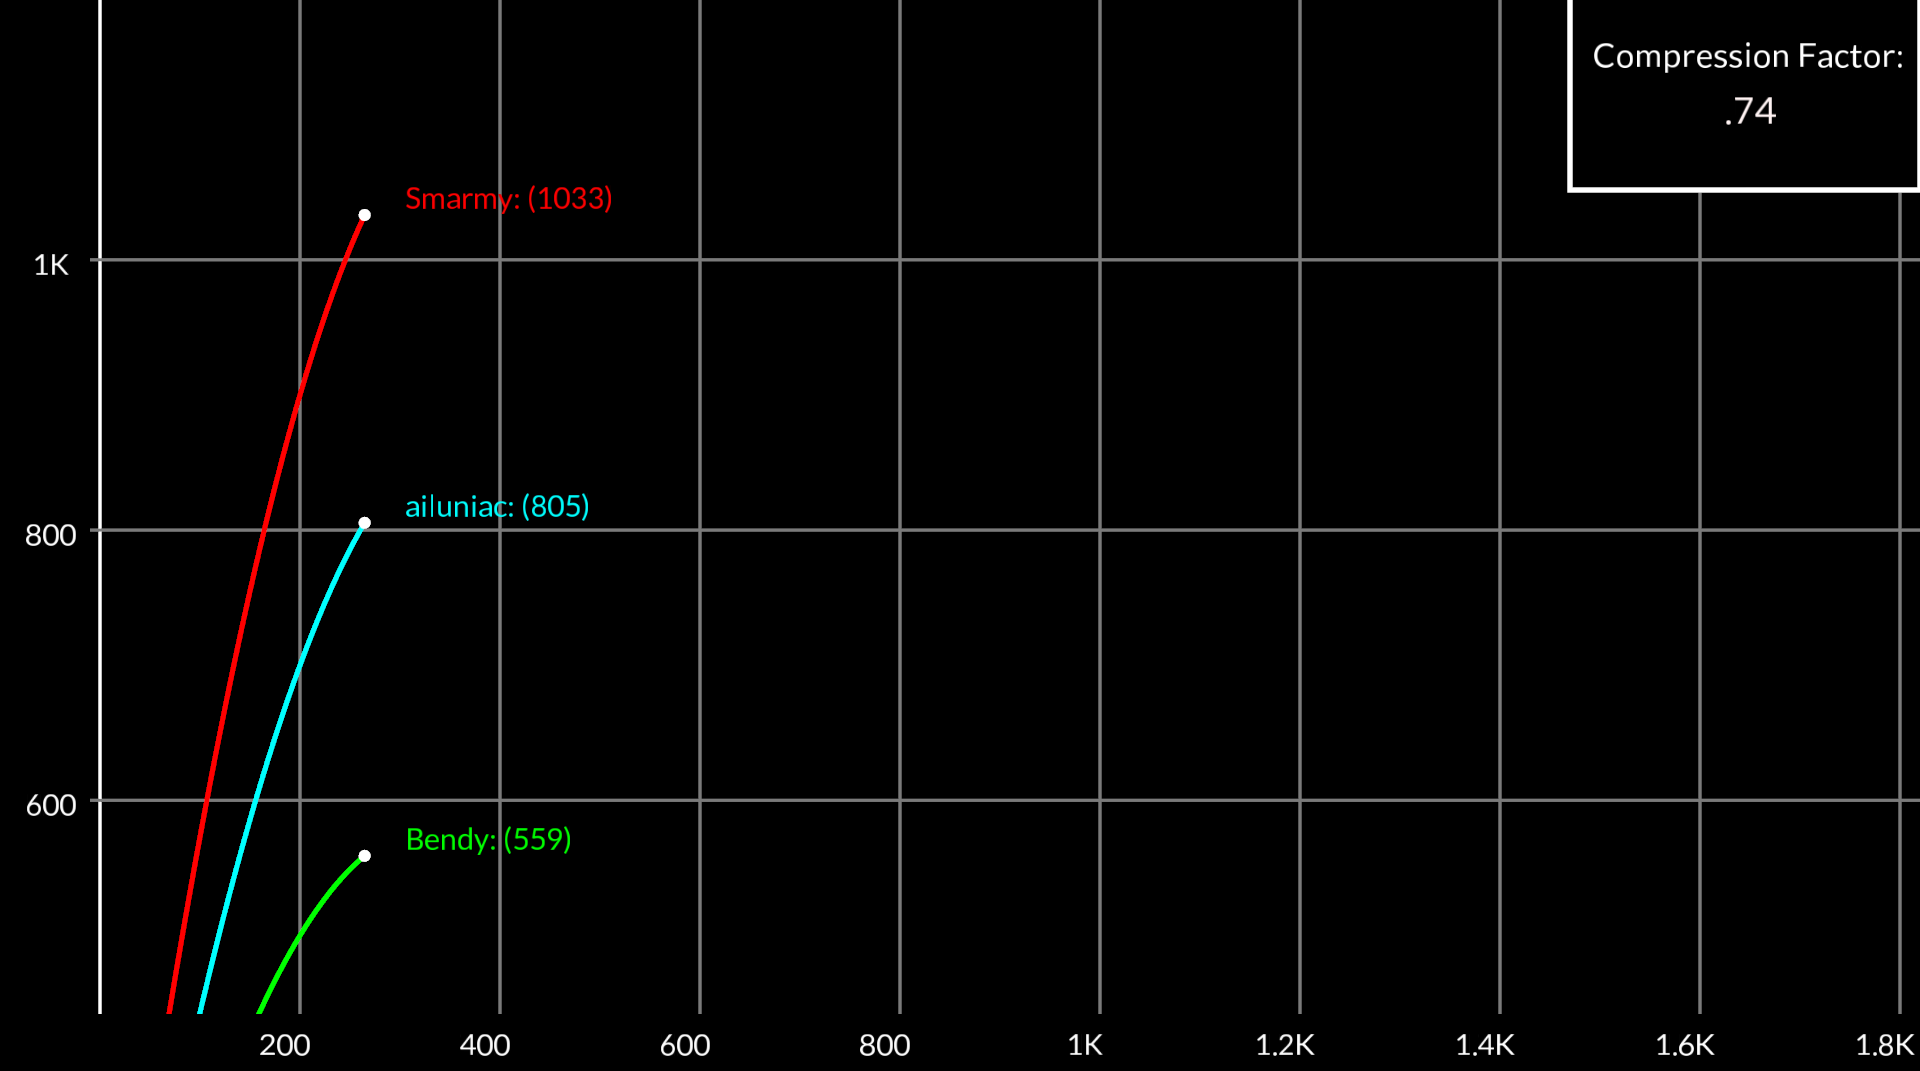 Compression Factor:
.74
Smarmy: (1033)
1K
ailuniac: (805)
800
600
Bendy: (559)
200 400 600 800 1K 1.2K 1.4K 1.6K 1.8K